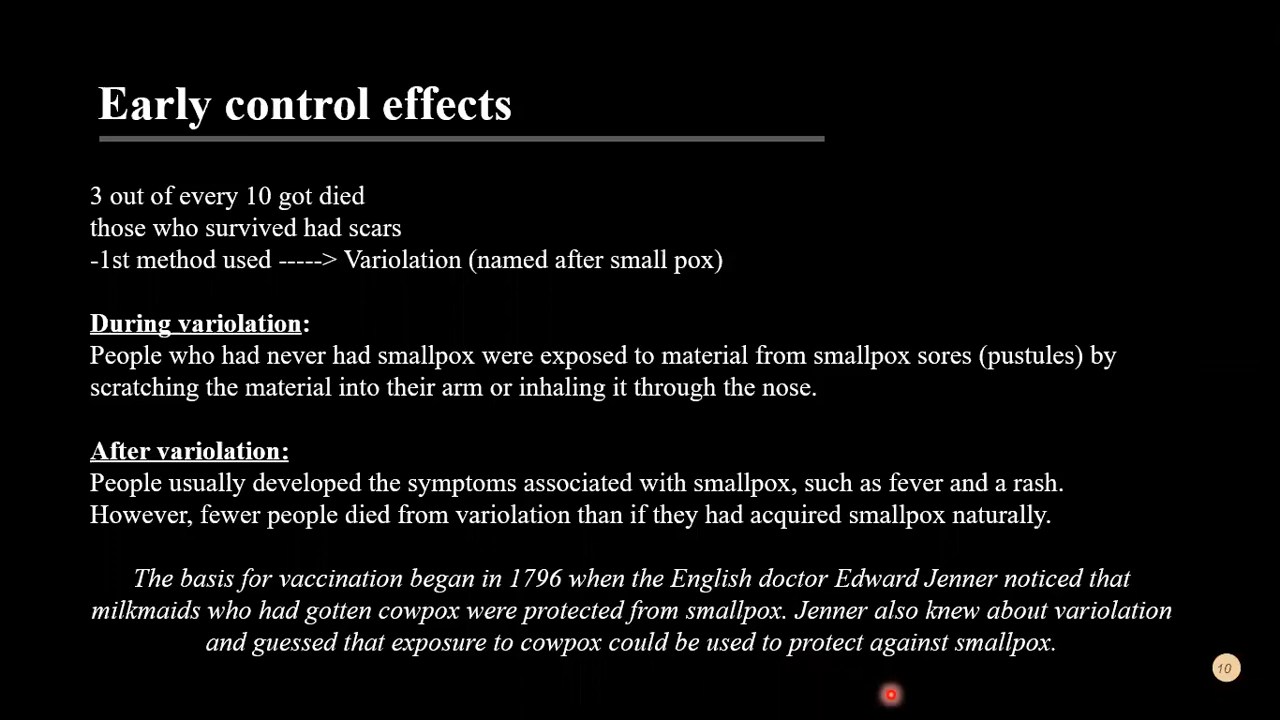 Early control effects
3 out of every 10 got died
those who survived had scars
-1st method used -----> Variolation (named after small pox)
During variolation:
People who had never had smallpox were exposed to material from smallpox sores (pustules) by
scratching the material into their arm or inhaling it through the nose.
After variolation:
People usually developed the symptoms associated with smallpox, such as fever and a rash.
However, fewer people died from variolation than if they had acquired smallpox naturally.
The basis for vaccination began in 1796 when the English doctor Edward Jenner noticed that
milkmaids who had gotten cowpox were protected from smallpox. Jenner also knew about variolation
and guessed that exposure to cowpox could be used to protect against smallpox.
10